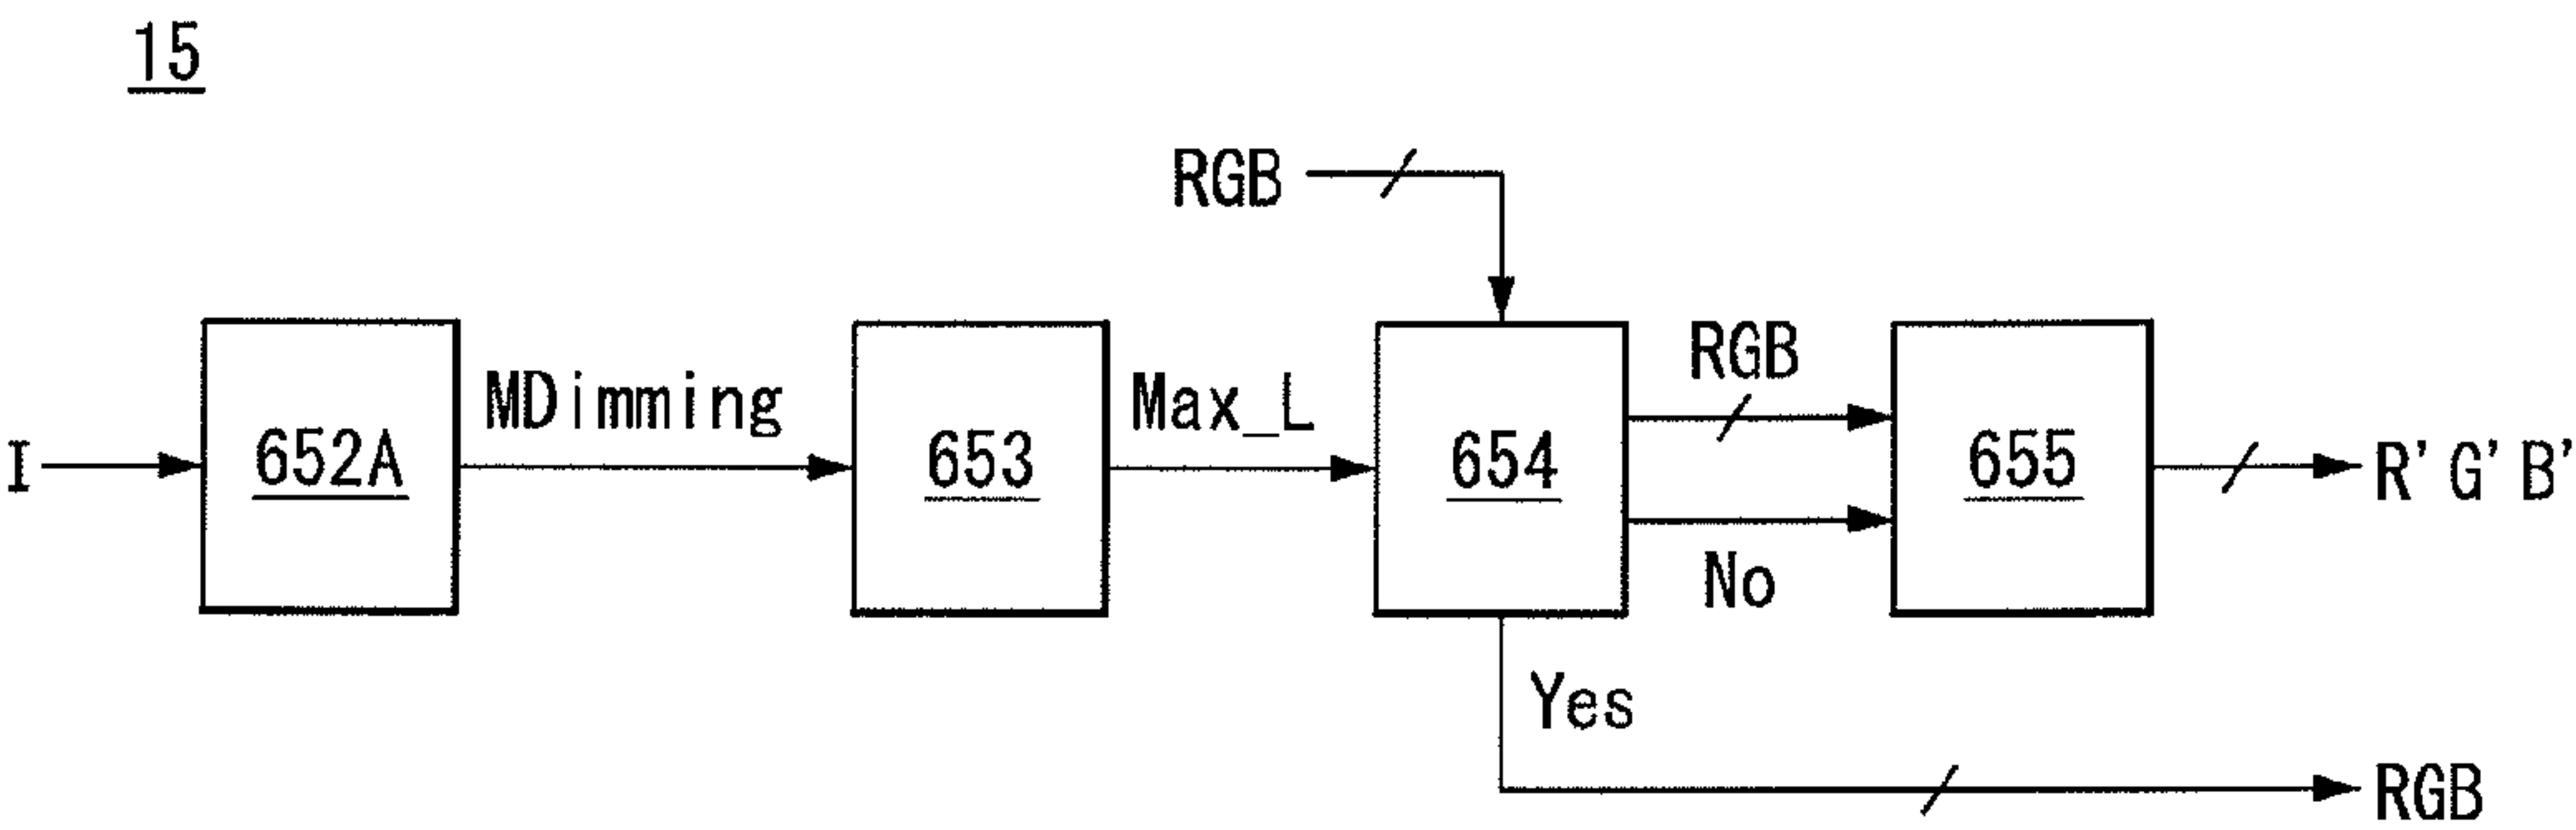 15
RGB
I
652A
MDimming
653
Max_L
654
RGB
No
Yes
655
R'G'B'
RGB